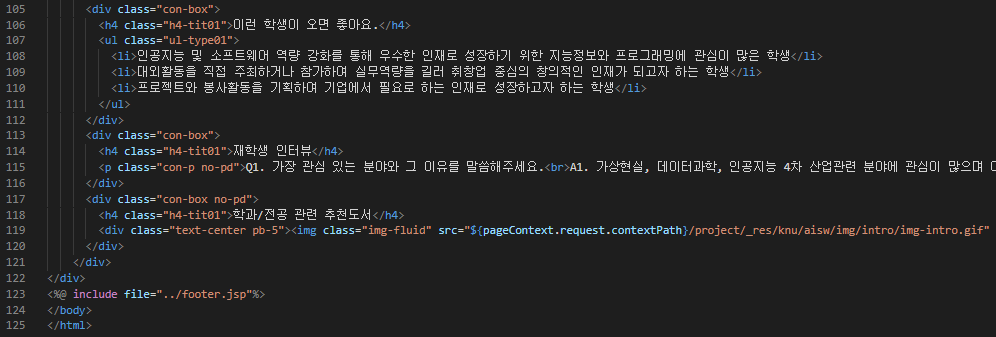 105 <div class="con-box">
106 <h4 class="h4-tit01">이런 학생이 오면 좋아요.</h4>
107 <ul class="ul-type01">
108 <li>인공지능 및 소프트웨어 역량 강화를 통해 우수한 인재로 성장하기 위한 지능정보와 프로그래밍에 관심이 많은 학생</li>
109 <li>대외활동을 직접 주최하거나 참가하며 실무역량을 길러 취창업 중심의 창의적인 인재가 되고자 하는 학생</li>
110 <li>프로젝트와 봉사활동을 기획하며 기업에서 필요로 하는 인재로 성장하고자 하는 학생</li>
111 </ul>
112 </div>
113 <div class="con-box">
114 <h4 class="h4-tit01">재학생 인터뷰</h4>
115 <p class="con-p no-pd">Q1. 가장 관심 있는 분야와 그 이유를 말씀해주세요.<br>A1. 가상현실, 데이터과학, 인공지능 4차 산업관련 분야에 관심이 많으며
116 </div>
117 <div class="con-box no-pd">
118 <h4 class="h4-tit01">학과/전공 관련 추천도서</h4>
119 <div class="text-center pb-5"><img class="img-fluid" src="${pageContext.request.contextPath}/project/_res/knu/aisw/img/intro/img-intro.gif"
120 </div>
121 </div>
122 </div>
123 <%@ include file="../footer.jsp"%>
124 </body>
125 </html>